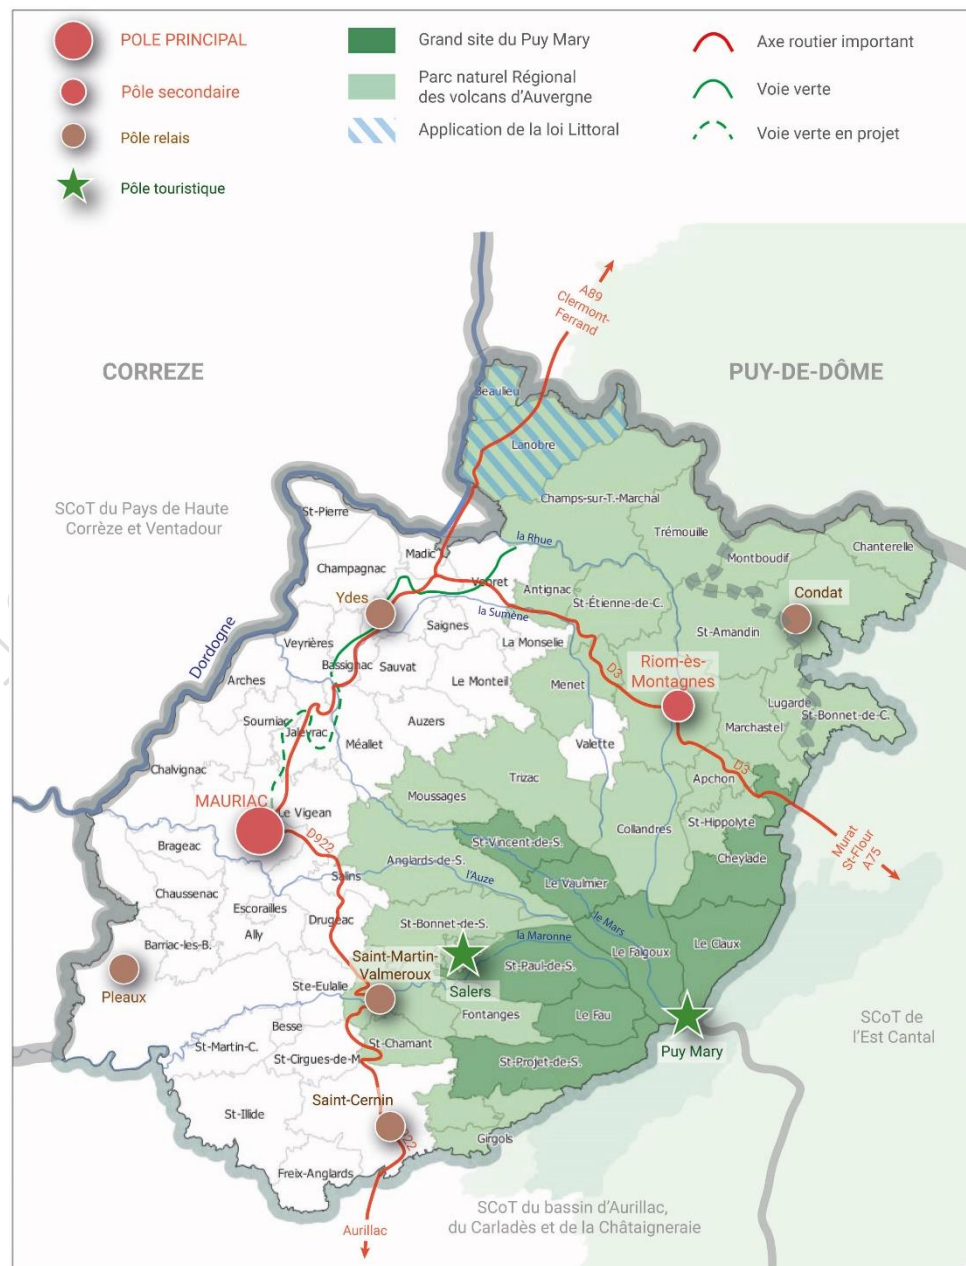 POLE PRINCIPAL
Pôle secondaire
Pôle relais
Pôle touristique
Grand site du Puy Mary
Parc naturel Régional
des volcans d'Auvergne
Application de la loi Littoral
Axe routier important
Voie verte
Voie verte en projet
A89
Clermont-
Ferrand
CORREZE
PUY-DE-DÔME
Beaulieu
Lanobre
SCoT du Pays de Haute
Corrèze et Ventadour
St-Pierre
Champs-sur-T.-Marchal
Trémouille
la Rhue
Madic
Montboudif
Chanterelle
Champagnac
Vebret
Antignac
Ydes
Condat
St-Étienne-de-C.
la Sumène
Saignes
St-Amandin
Dordogne
Veyrières
La Monselie
Bassignac
Sauvat
Riom-ès-
Montagnes
Arches
Le Monteil
Menet
D3
Lugarde
St-Bonnet-de-C.
Sourniac
Jaleyrac
Auzers
Marchastel
Méallet
Valette
Chalvignac
Trizac
Apchon
D3
Moussages
MAURIAC
Le Vigean
St-Hippolyte
Collandres
D922
St-Vincent-de-S.
Brageac
Cheylade
Murat
St-Flour
A75
Anglards-de-S.
Salins
l'Auze
Le Vaulmier
Chaussenac
Escorailles
Drugeac
St-Bonnet-de-S.
le Mars
Ally
la Maronne
Barriac-les-B.
Le Claux
Le Falgoux
Saint-Martin-
Valmeroux
St-Paul-de-S.
Pleaux
Ste-Eulalie
Salers
Fontanges
Le Fau
SCoT de
l'Est Cantal
Besse
St-Martin-C.
St-Chamant
Puy Mary
St-Cirgues-de-M.
St-Projet-de-S.
Saint-Cernin
St-Illide
Girgols
Freix-Anglards
SCoT du bassin d'Aurillac,
du Carladès et de la Châtaigneraie
Aurillac